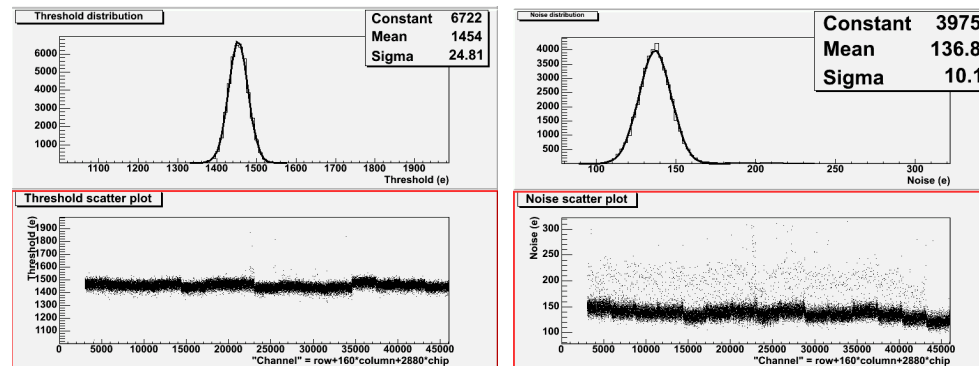 Threshold distribution
Constant 6722
Mean 1454
Sigma 24.81
6000
5000
4000
3000
2000
1000
1100 1200 1300 1400 1500 1600 1700 1800 1900
Threshold (e)
Noise distribution
Constant 3975
Mean 136.8
Sigma 10.1
4000
3500
3000
2500
2000
1500
1000
500
100 150 200 250 300
Noise (e)
Threshold scatter plot
Threshold (e)
1900
1800
1700
1600
1500
1400
1300
1200
1100
0 5000 10000 15000 20000 25000 30000 35000 40000 45000
"Channel" = row+160*column+2880*chip
Noise scatter plot
Noise (e)
300
250
200
150
100
0 5000 10000 15000 20000 25000 30000 35000 40000 45000
"Channel" = row+160*column+2880*chip